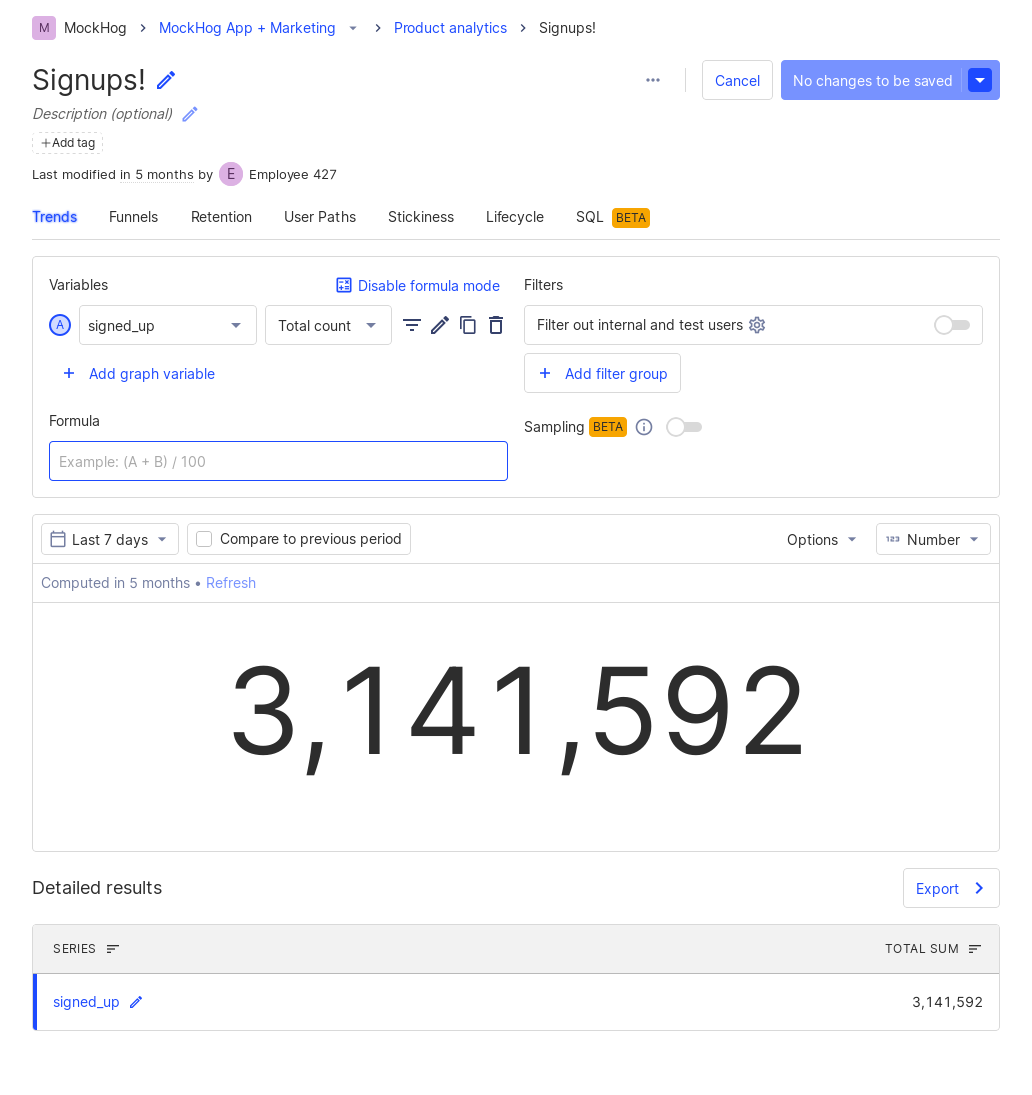 M MockHog > MockHog App + Marketing > Product analytics > Signups!
Signups!
Cancel
No changes to be saved
Description (optional)
+Add tag
Last modified in 5 months by E Employee 427
Trends Funnels Retention User Paths Stickiness Lifecycle SQL BETA
Variables
Disable formula mode
A signed_up Total count
+ Add graph variable
Formula
Example: (A + B) / 100
Filters
Filter out internal and test users
+ Add filter group
Sampling BETA
Last 7 days Compare to previous period Options 123 Number
Computed in 5 months • Refresh
3,141,592
Detailed results
Export
SERIES TOTAL SUM
signed_up 3,141,592